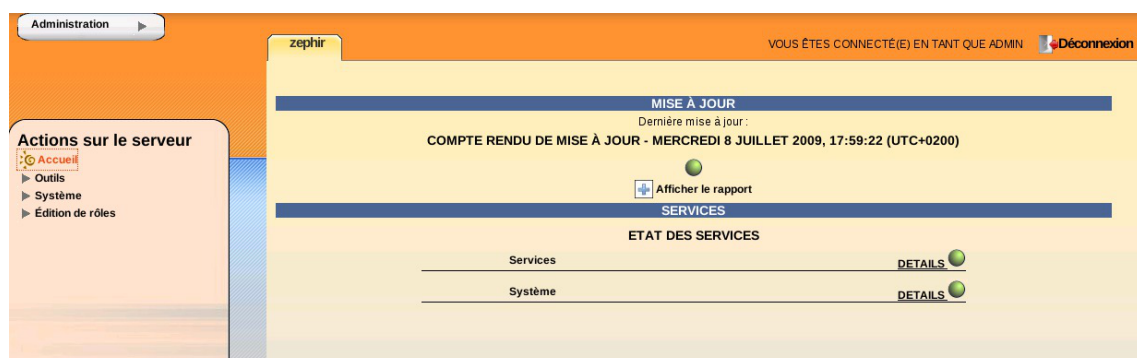 Administration
zephir
VOUS ÊTES CONNECTÉ(E) EN TANT QUE ADMIN
Déconnexion
Actions sur le serveur
Accueil
Outils
Système
Édition de rôles
MISE À JOUR
Dernière mise à jour :
COMPTE RENDU DE MISE À JOUR - MERCREDI 8 JUILLET 2009, 17:59:22 (UTC+0200)
Afficher le rapport
SERVICES
ETAT DES SERVICES
Services DETAILS
Système DETAILS